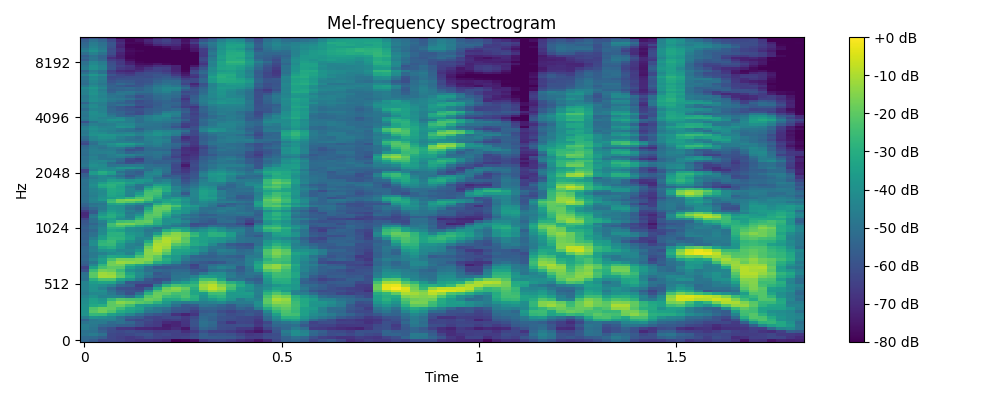 Mel-frequency spectrogram
Hz
8192
4096
2048
1024
512
0
0
0.5
1
1.5
Time
+0 dB
-10 dB
-20 dB
-30 dB
-40 dB
-50 dB
-60 dB
-70 dB
-80 dB